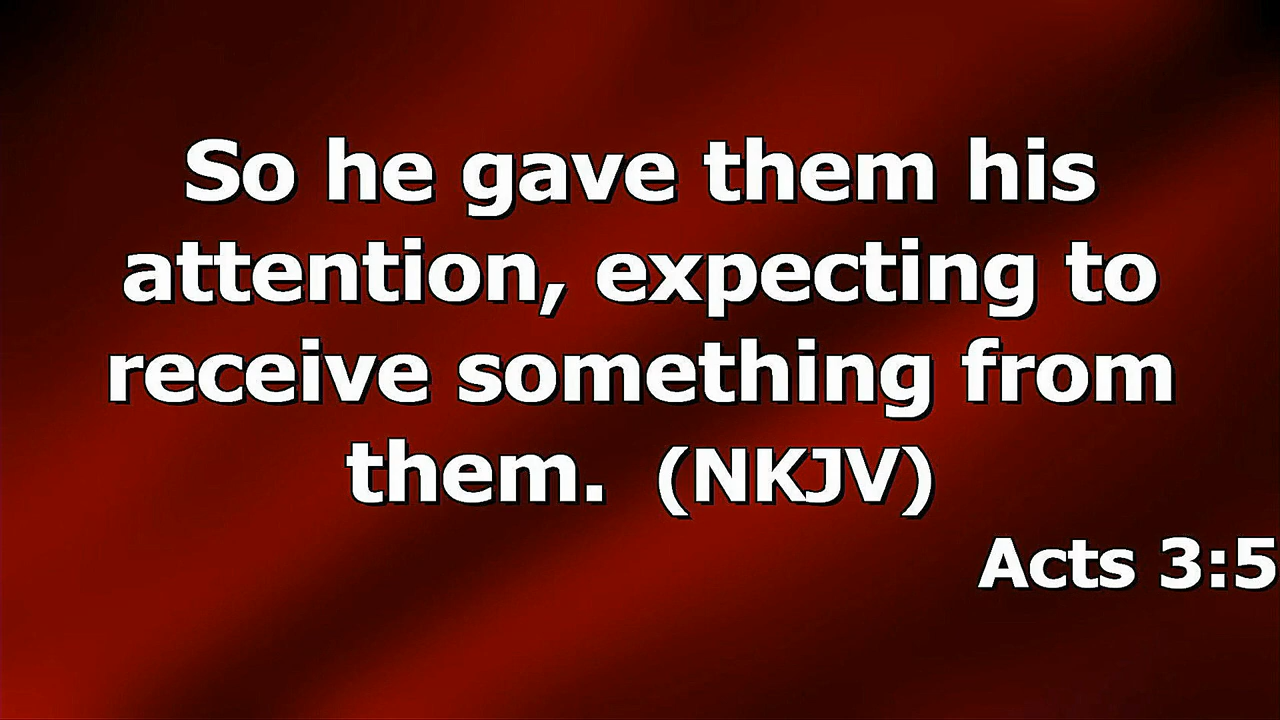 So he gave them his
attention, expecting to
receive something from
them.  (NKJV)
Acts 3:5